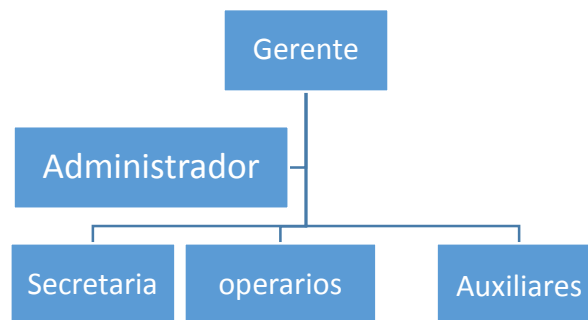 Gerente
Administrador
Secretaria
operarios
Auxiliares